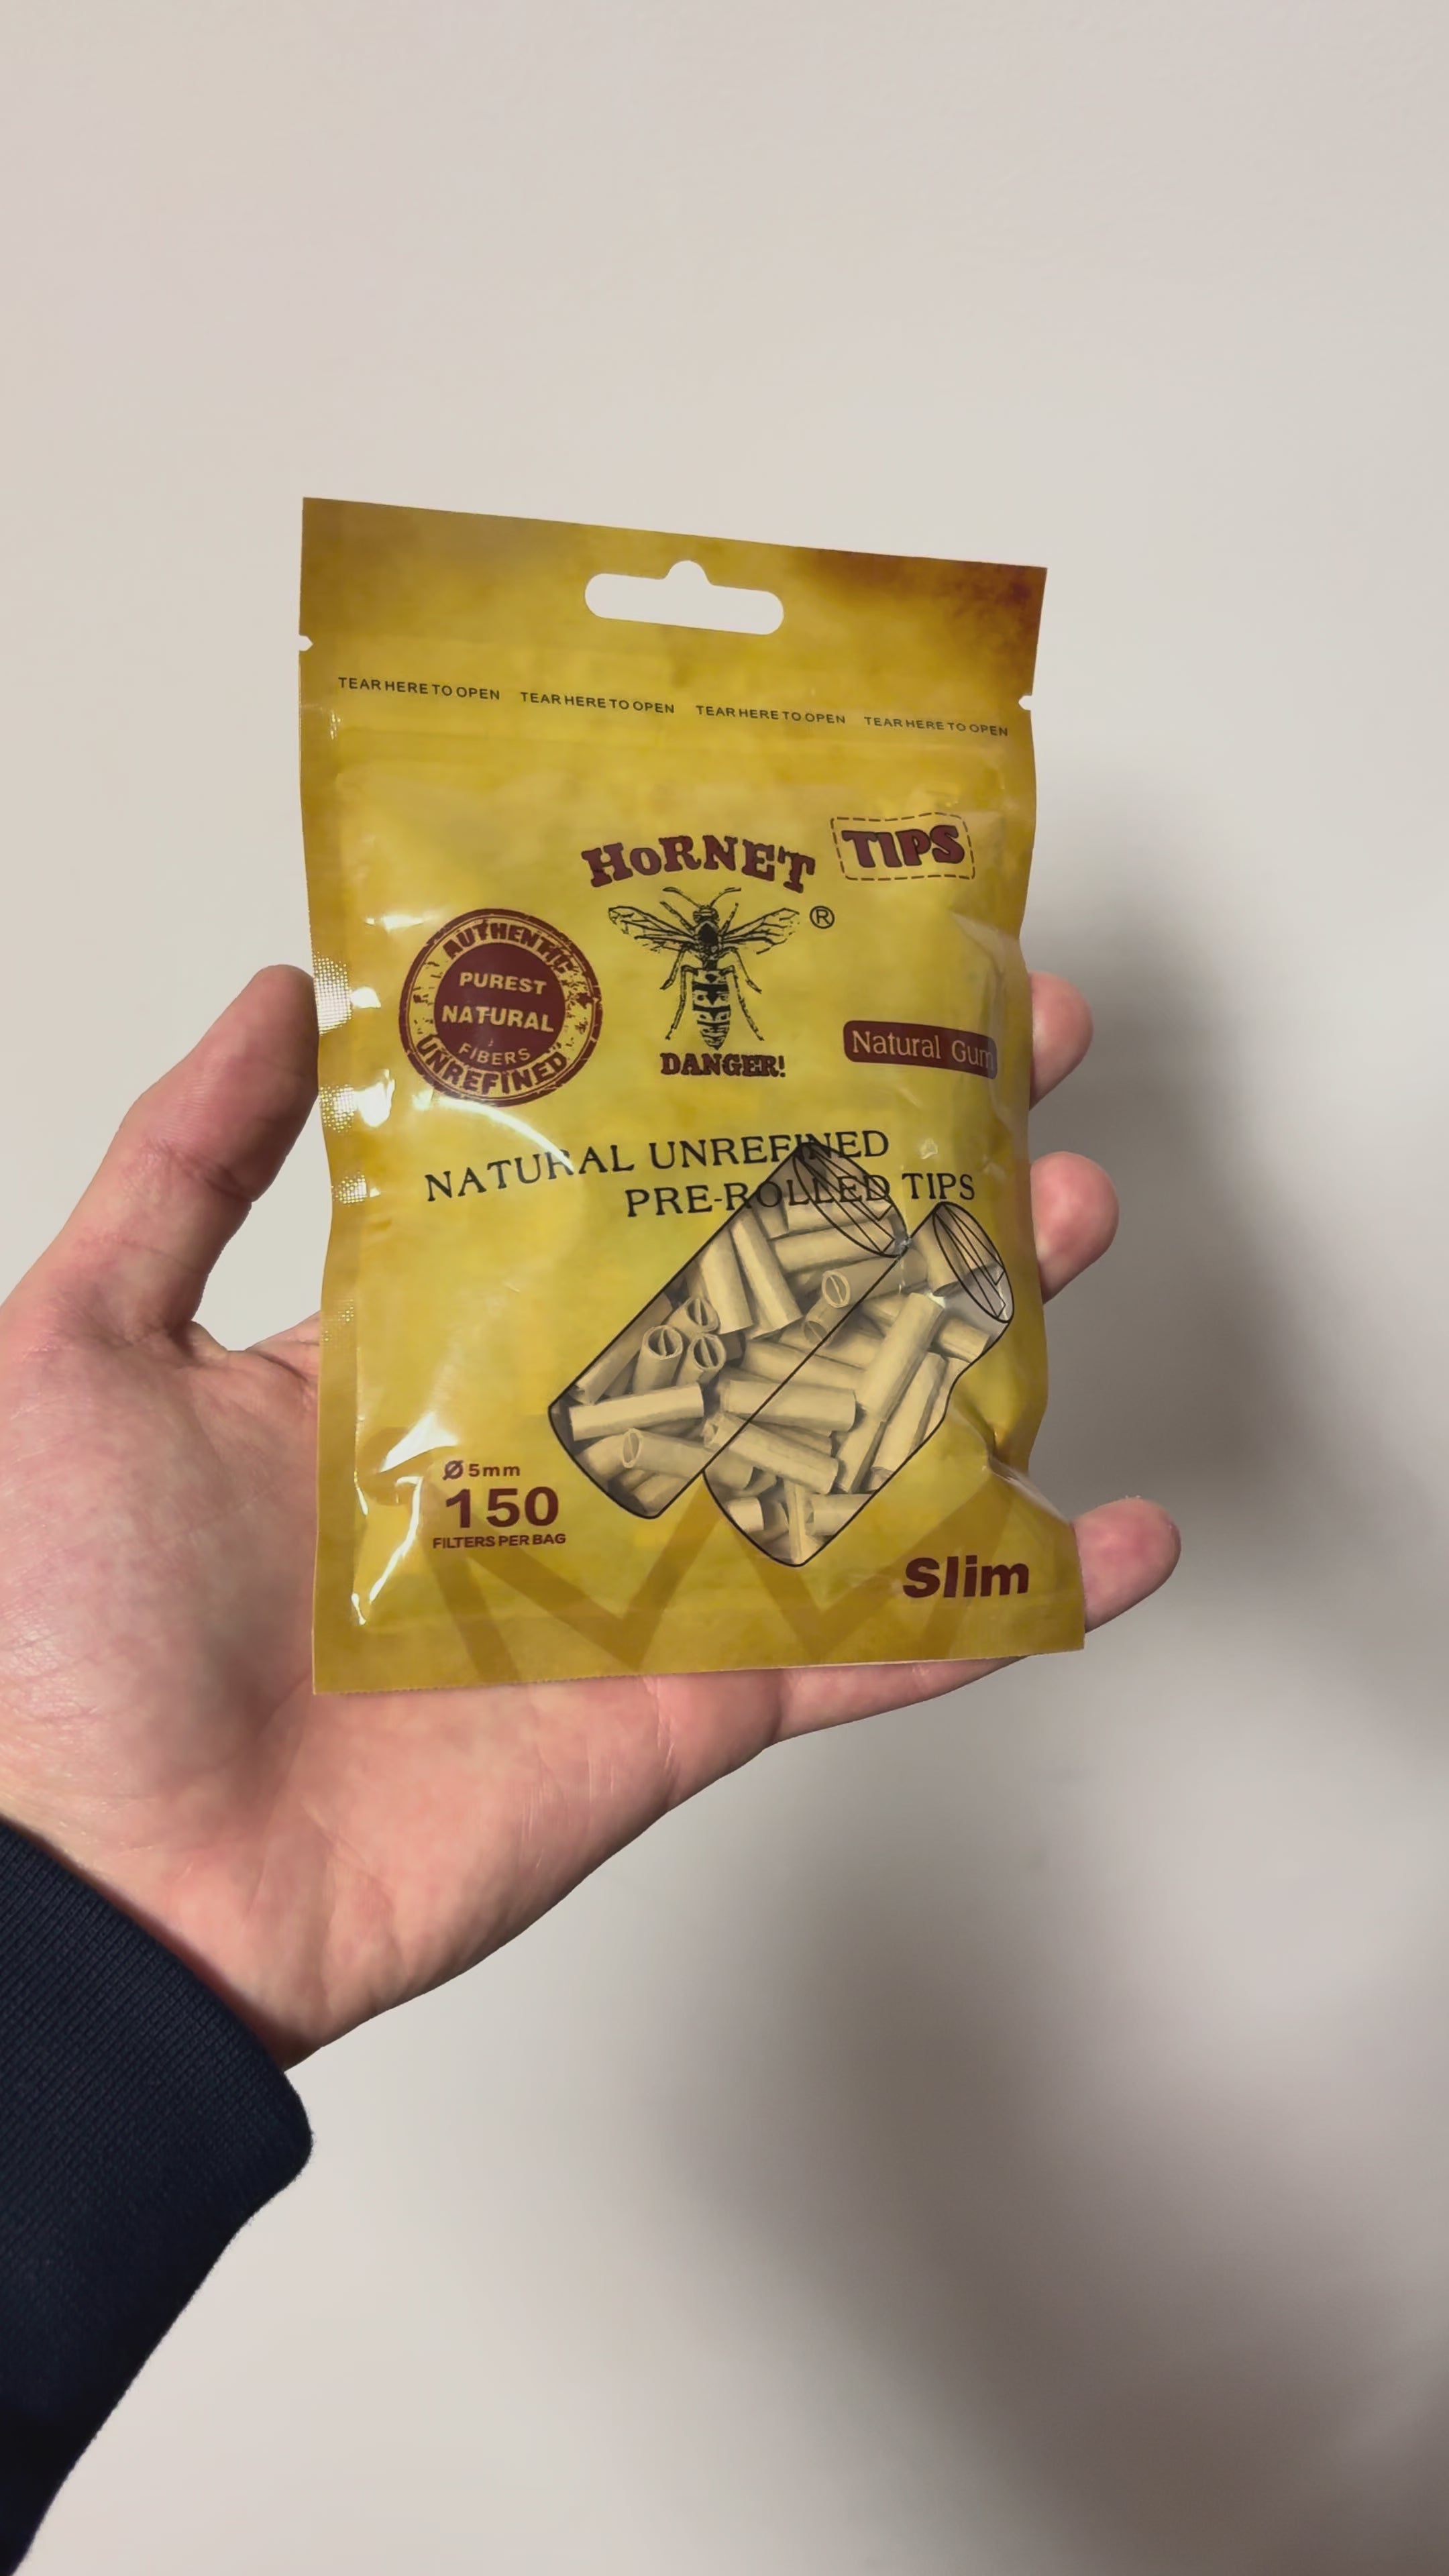 TEAR HERE TO OPEN TEAR HERE TO OPEN TEAR HERE TO OPEN TEAR HERE TO OPEN
HoRNET TIPS
®
AUTHENTIC
PUREST
NATURAL
FIBERS
UNREFINED
DANGER!
Natural Gum
NATURAL UNREFINED
PRE-ROLLED TIPS
Ø 5mm
150
FILTERS PER BAG
Slim